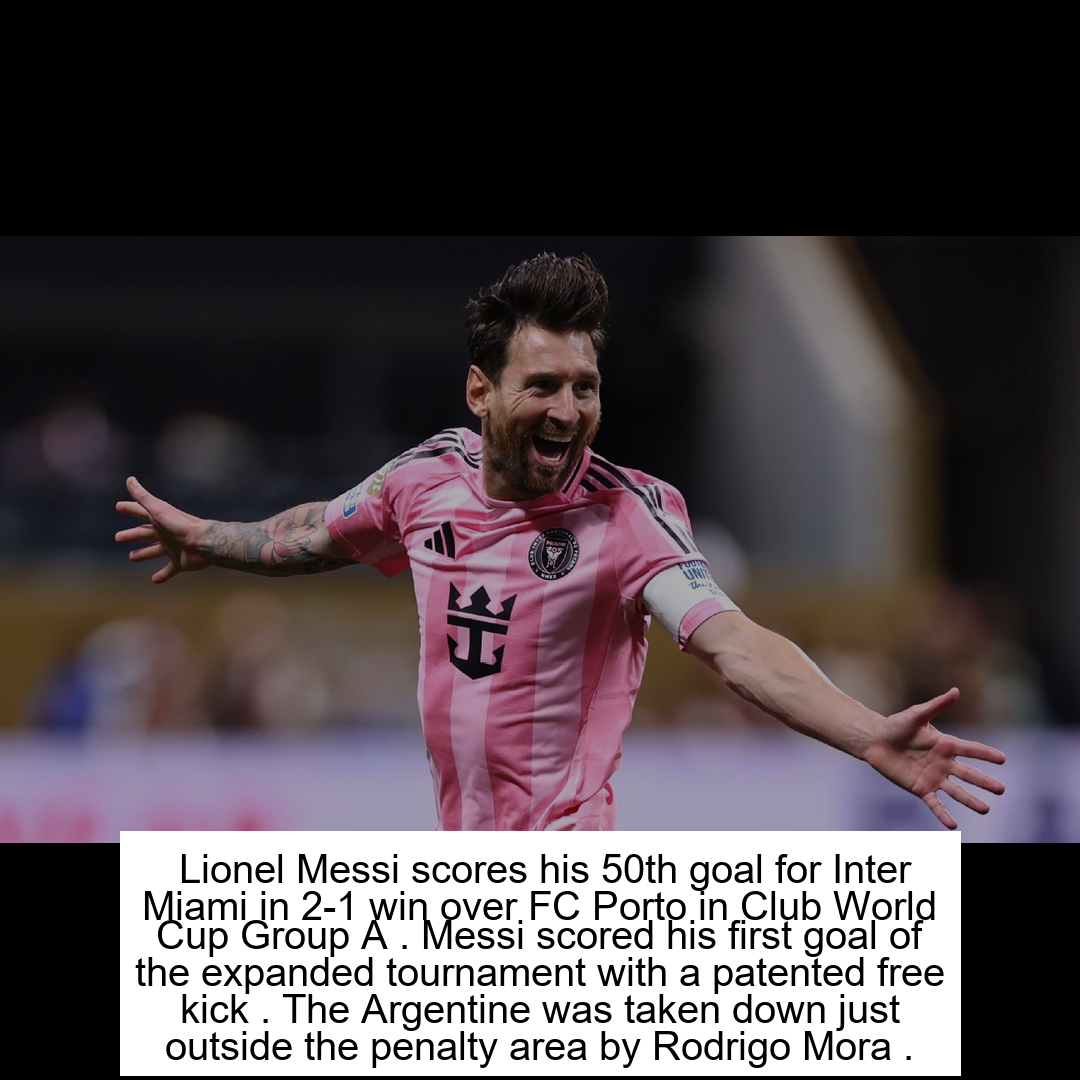 MIAMI
UNIT
Lionel Messi scores his 50th goal for Inter
Miami in 2-1 win over FC Porto in Club World
Cup Group A . Messi scored his first goal of
the expanded tournament with a patented free
kick . The Argentine was taken down just
outside the penalty area by Rodrigo Mora .